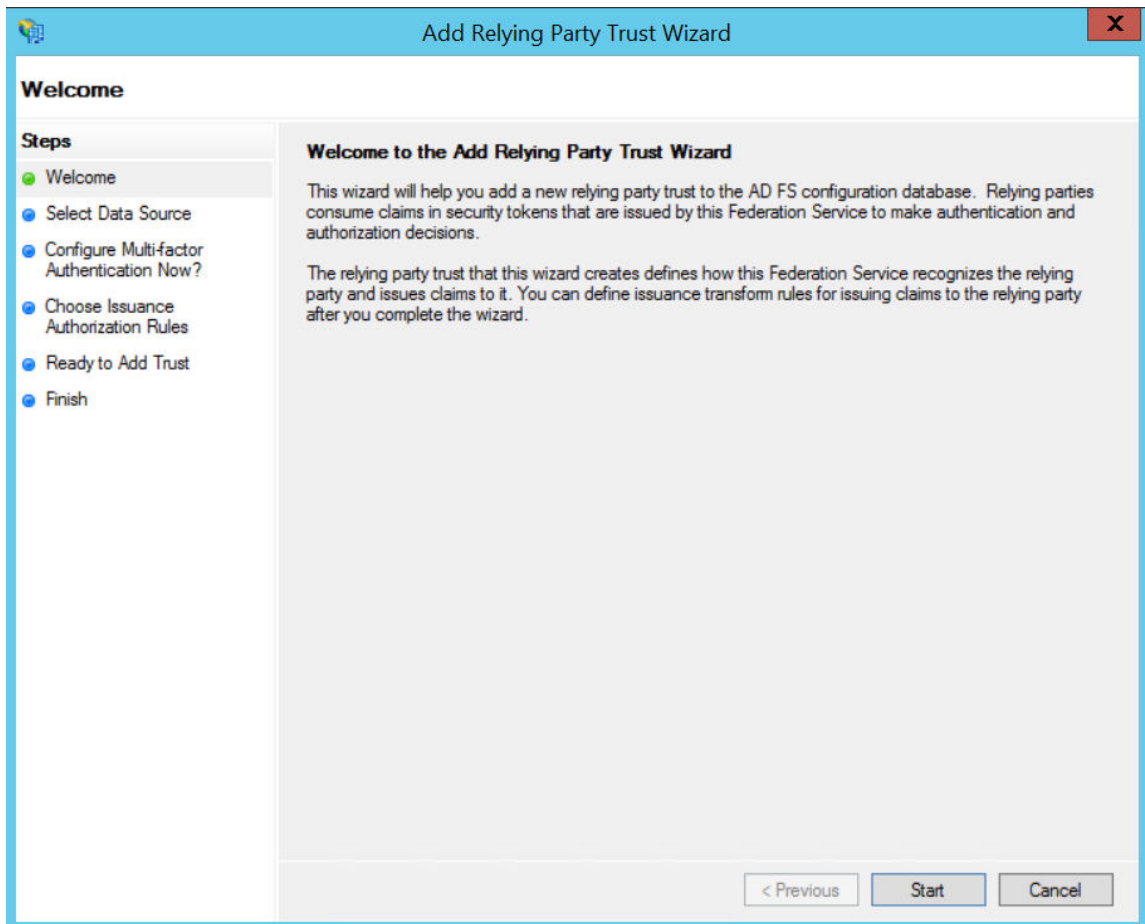 Add Relying Party Trust Wizard
X
Welcome
Steps
Welcome
Select Data Source
Configure Multi-factor
Authentication Now?
Choose Issuance
Authorization Rules
Ready to Add Trust
Finish
Welcome to the Add Relying Party Trust Wizard
This wizard will help you add a new relying party trust to the AD FS configuration database.  Relying parties
consume claims in security tokens that are issued by this Federation Service to make authentication and
authorization decisions.
The relying party trust that this wizard creates defines how this Federation Service recognizes the relying
party and issues claims to it. You can define issuance transform rules for issuing claims to the relying party
after you complete the wizard.
< Previous
Start
Cancel